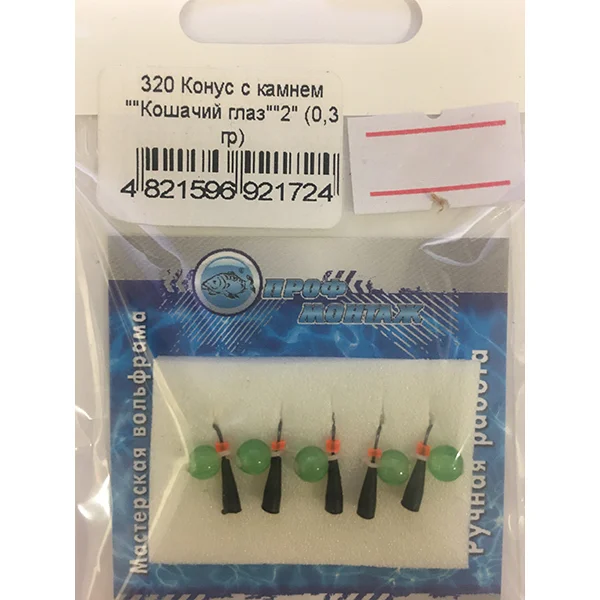 320 Конус с камнем
""Кошачий глаз""2" (0,3
гр)
4 821596 921724
ПРОФ
МОНТАЖ
Мастерская вольфрама
Ручная работа